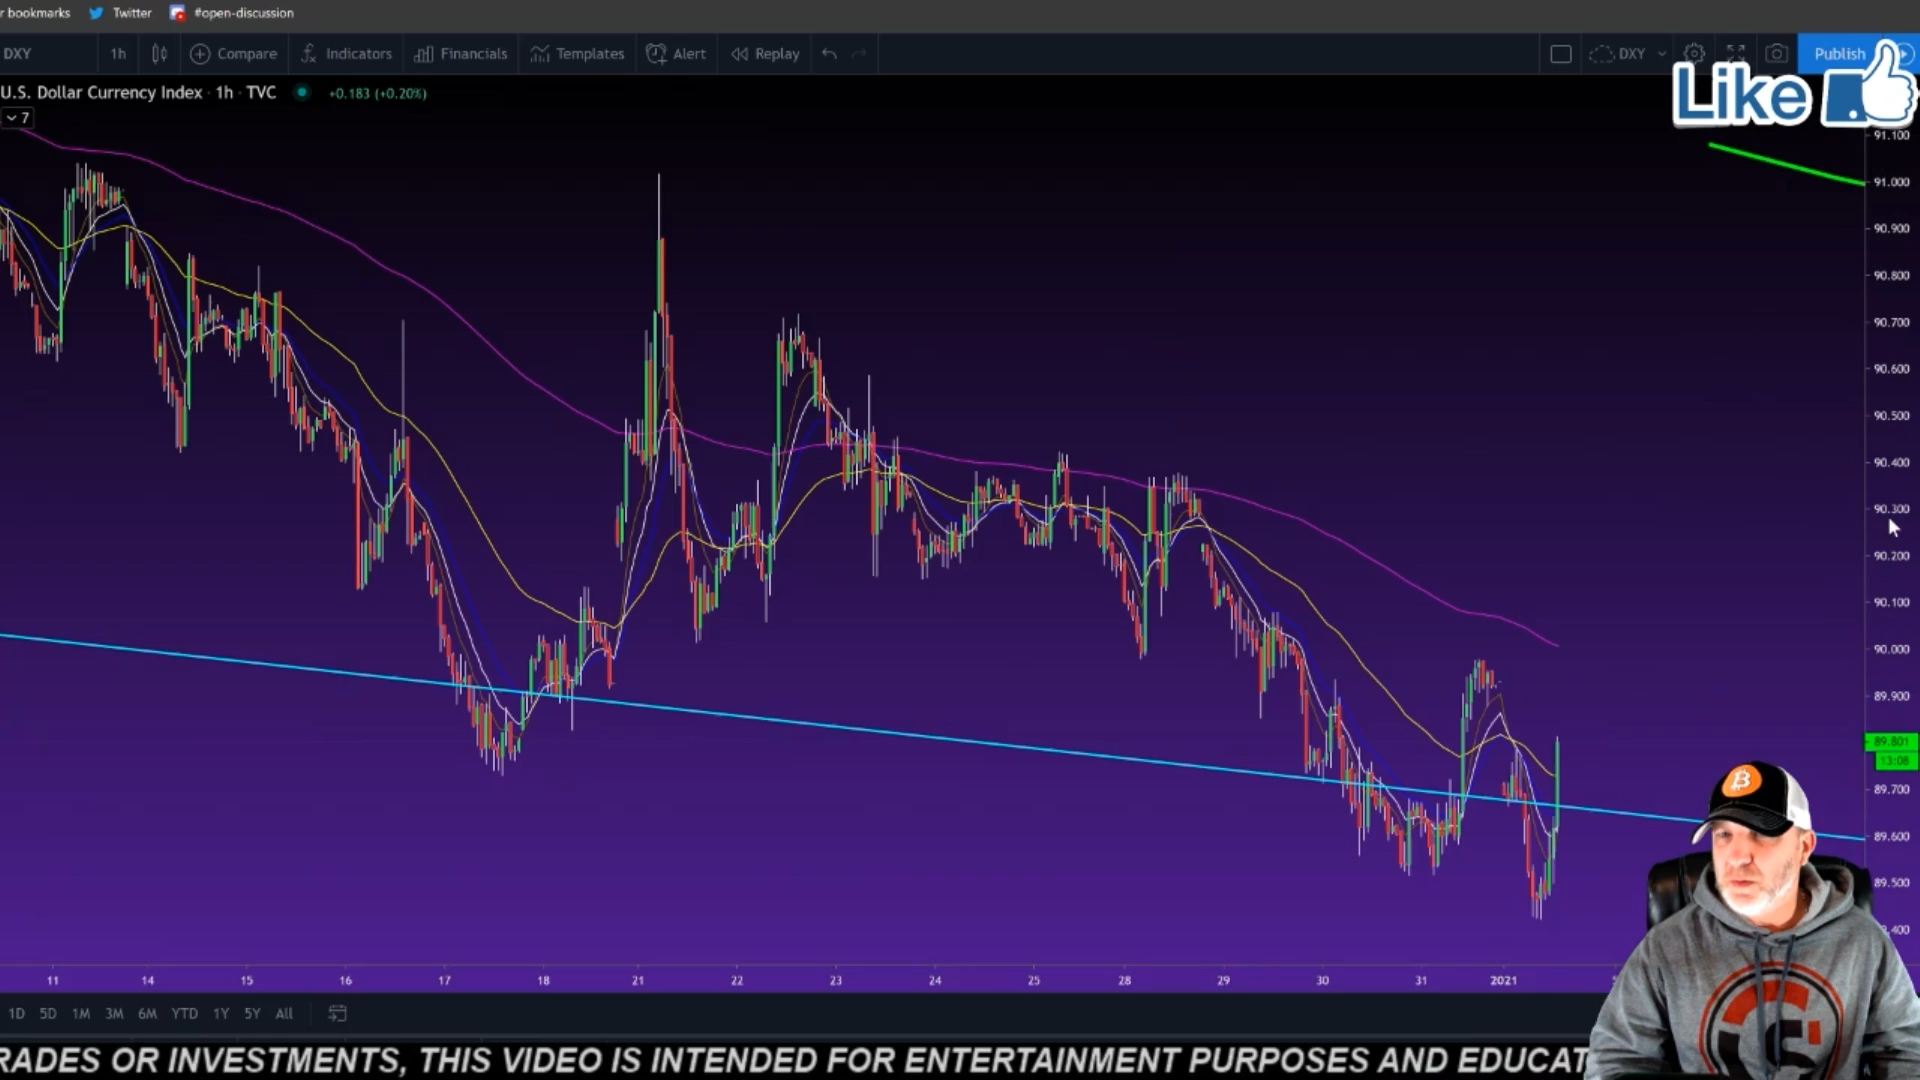 r bookmarks Twitter #open-discussion
DXY 1h Compare Indicators Financials Templates Alert Replay DXY Publish
Like
U.S. Dollar Currency Index · 1h · TVC +0.183 (+0.20%)
7
91.100
91.000
90.900
90.800
90.700
90.600
90.500
90.400
90.300
90.200
90.100
90.000
89.900
89.801
13:08
89.700
89.600
89.500
.400
11 14 15 16 17 18 21 22 23 24 25 28 29 30 31 2021
1D 5D 1M 3M 6M YTD 1Y 5Y All
RADES OR INVESTMENTS, THIS VIDEO IS INTENDED FOR ENTERTAINMENT PURPOSES AND EDUCAT